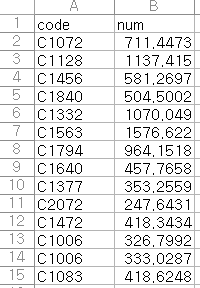 A B
1 code num
2 C1072 711,4473
3 C1128 1137,415
4 C1456 581,2697
5 C1840 504,5002
6 C1332 1070,049
7 C1563 1576,622
8 C1794 964,1518
9 C1640 457,7658
10 C1377 353,2559
11 C2072 247,6431
12 C1472 418,3434
13 C1006 326,7992
14 C1006 333,0287
15 C1083 418,6248